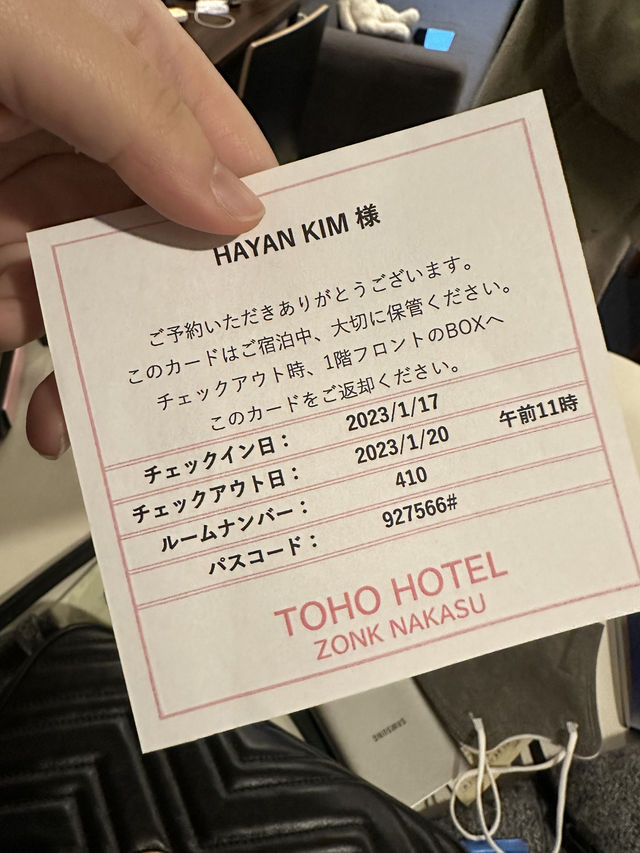 HAYAN KIM 様
ご予約いただきありがとうございます。
このカードはご宿泊中、大切に保管ください。
チェックアウト時、1階フロントのBOXへ
このカードをご返却ください。
チェックイン日： 2023/1/17
チェックアウト日： 2023/1/20 午前11時
ルームナンバー： 410
パスコード： 927566#
TOHO HOTEL
ZONK NAKASU
SAMSUNG